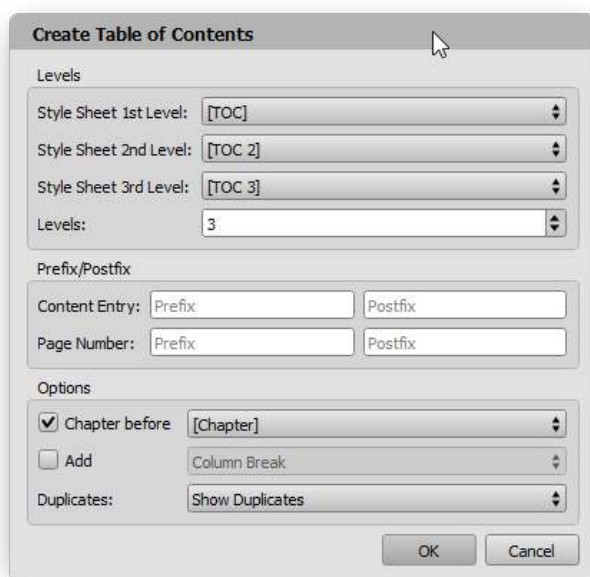 Create Table of Contents
Levels
Style Sheet 1st Level: [TOC]
Style Sheet 2nd Level: [TOC 2]
Style Sheet 3rd Level: [TOC 3]
Levels: 3
Prefix/Postfix
Content Entry: Prefix Postfix
Page Number: Prefix Postfix
Options
Chapter before [Chapter]
Add Column Break
Duplicates: Show Duplicates
OK Cancel